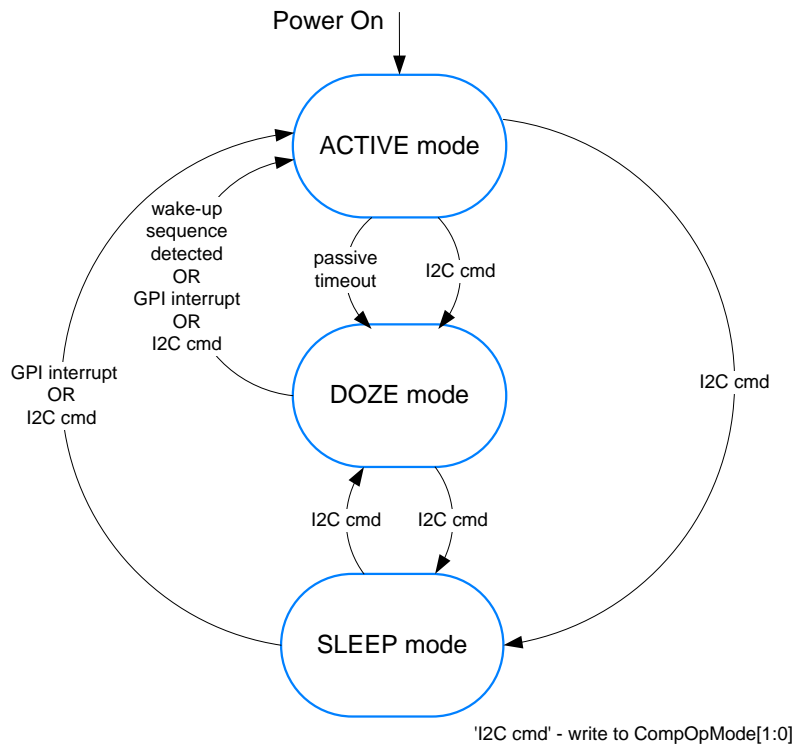 Power On
ACTIVE mode
wake-up
sequence
detected
OR
GPI interrupt
OR
I2C cmd
passive
timeout
I2C cmd
GPI interrupt
OR
I2C cmd
I2C cmd
DOZE mode
I2C cmd
I2C cmd
SLEEP mode
'I2C cmd' - write to CompOpMode[1:0]